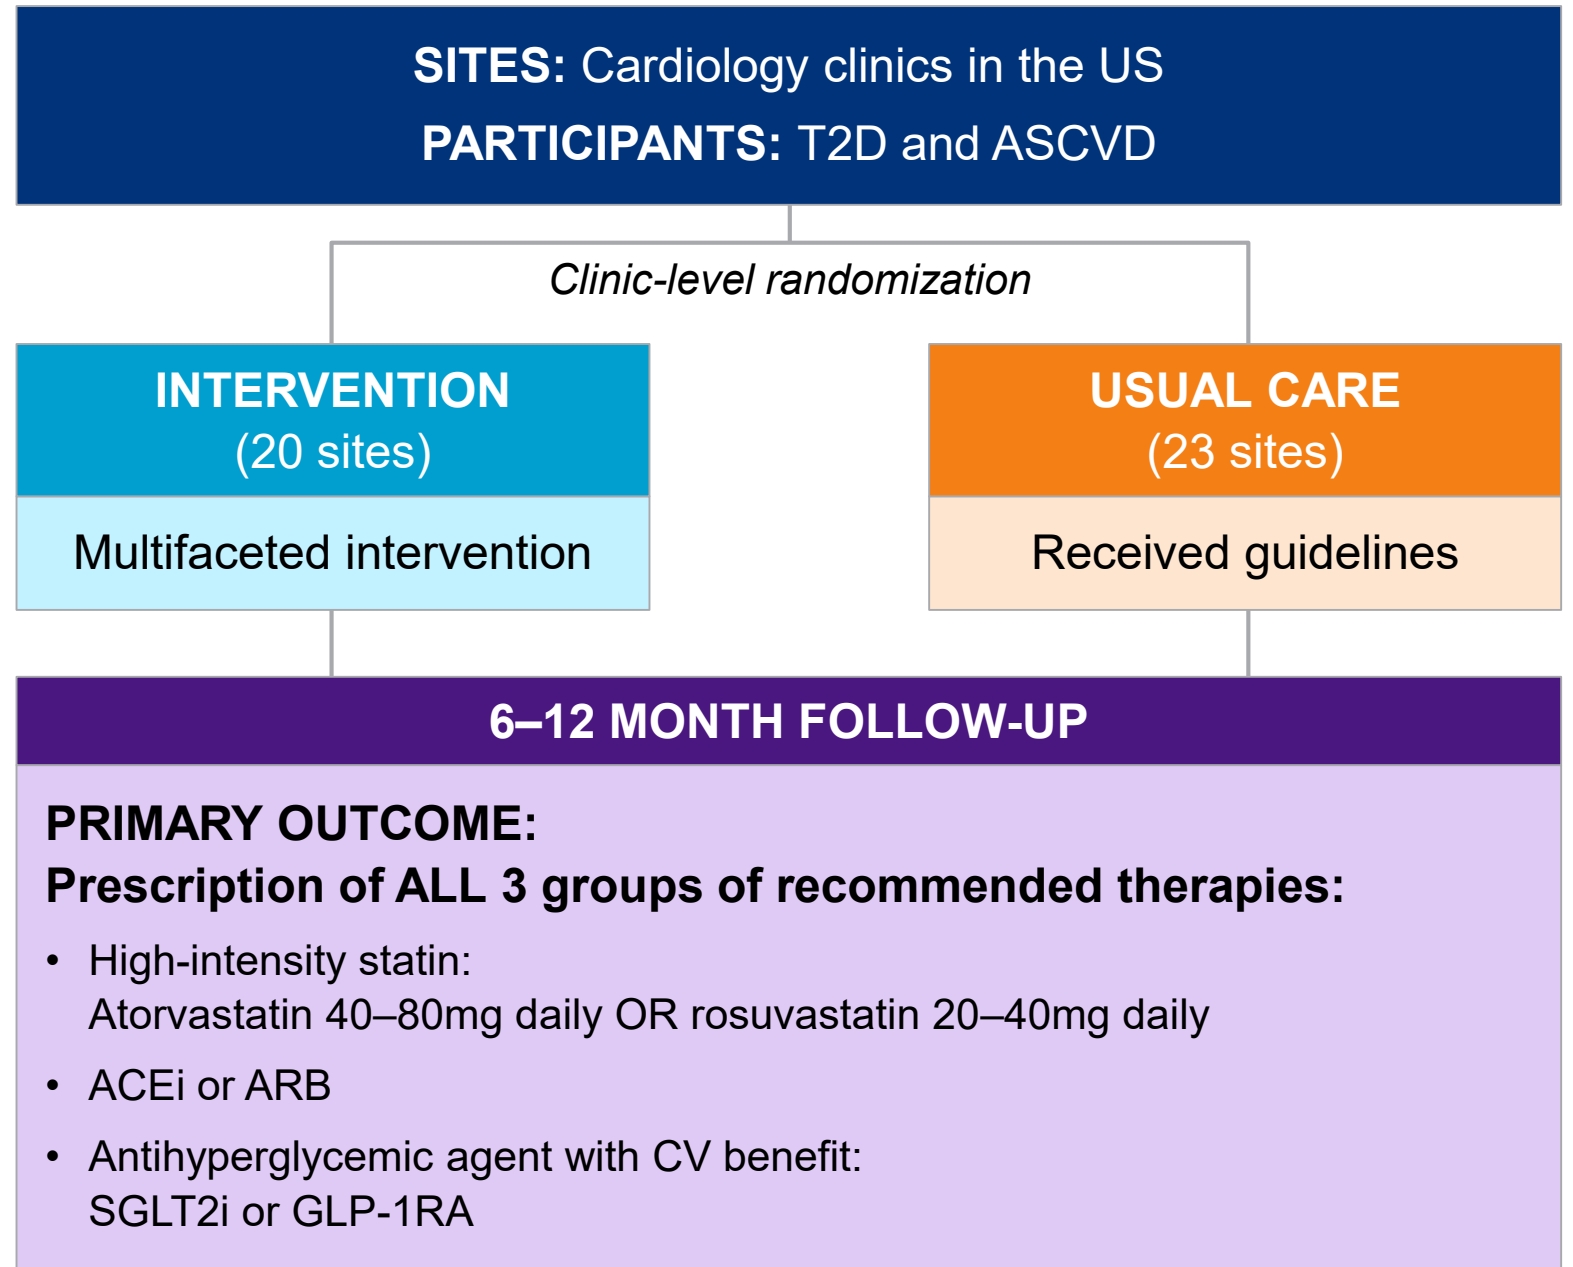 SITES: Cardiology clinics in the US
PARTICIPANTS: T2D and ASCVD
Clinic-level randomization
INTERVENTION
(20 sites)
Multifaceted intervention
USUAL CARE
(23 sites)
Received guidelines
6–12 MONTH FOLLOW-UP
PRIMARY OUTCOME:
Prescription of ALL 3 groups of recommended therapies:
• High-intensity statin:
Atorvastatin 40–80mg daily OR rosuvastatin 20–40mg daily
• ACEi or ARB
• Antihyperglycemic agent with CV benefit:
SGLT2i or GLP-1RA